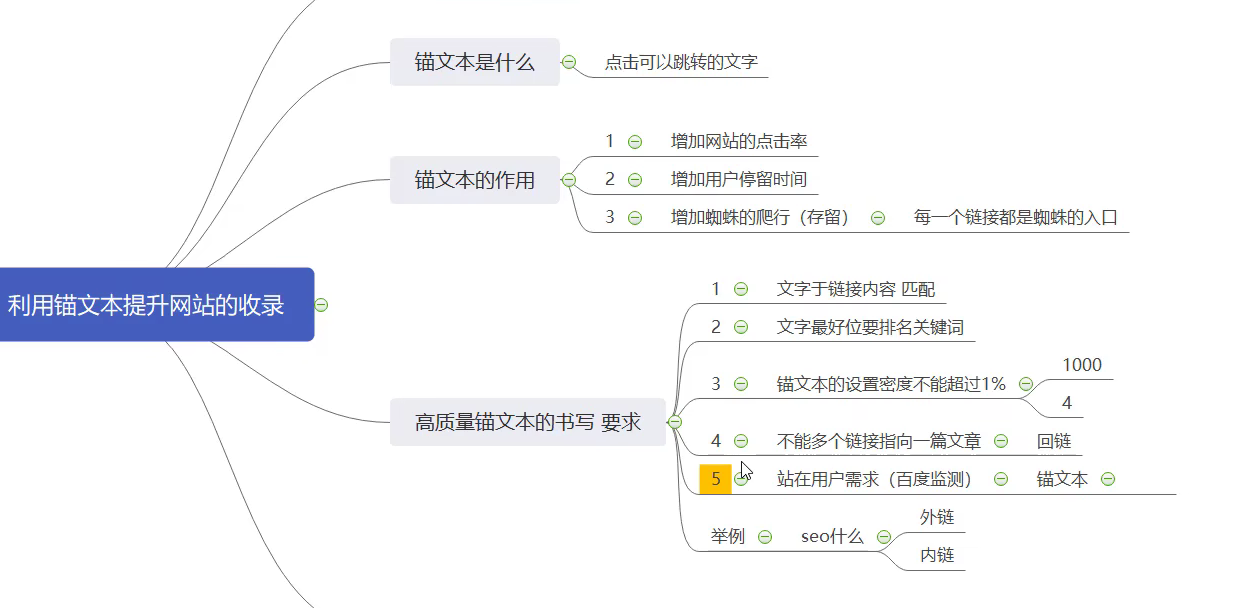 利用锚文本提升网站的收录
锚文本是什么
点击可以跳转的文字
锚文本的作用
1 增加网站的点击率
2 增加用户停留时间
3 增加蜘蛛的爬行（存留） 每一个链接都是蜘蛛的入口
高质量锚文本的书写 要求
1 文字于链接内容 匹配
2 文字最好位要排名关键词
3 锚文本的设置密度不能超过1%
1000
4
4 不能多个链接指向一篇文章 回链
5 站在用户需求（百度监测） 锚文本
举例 seo什么
外链
内链